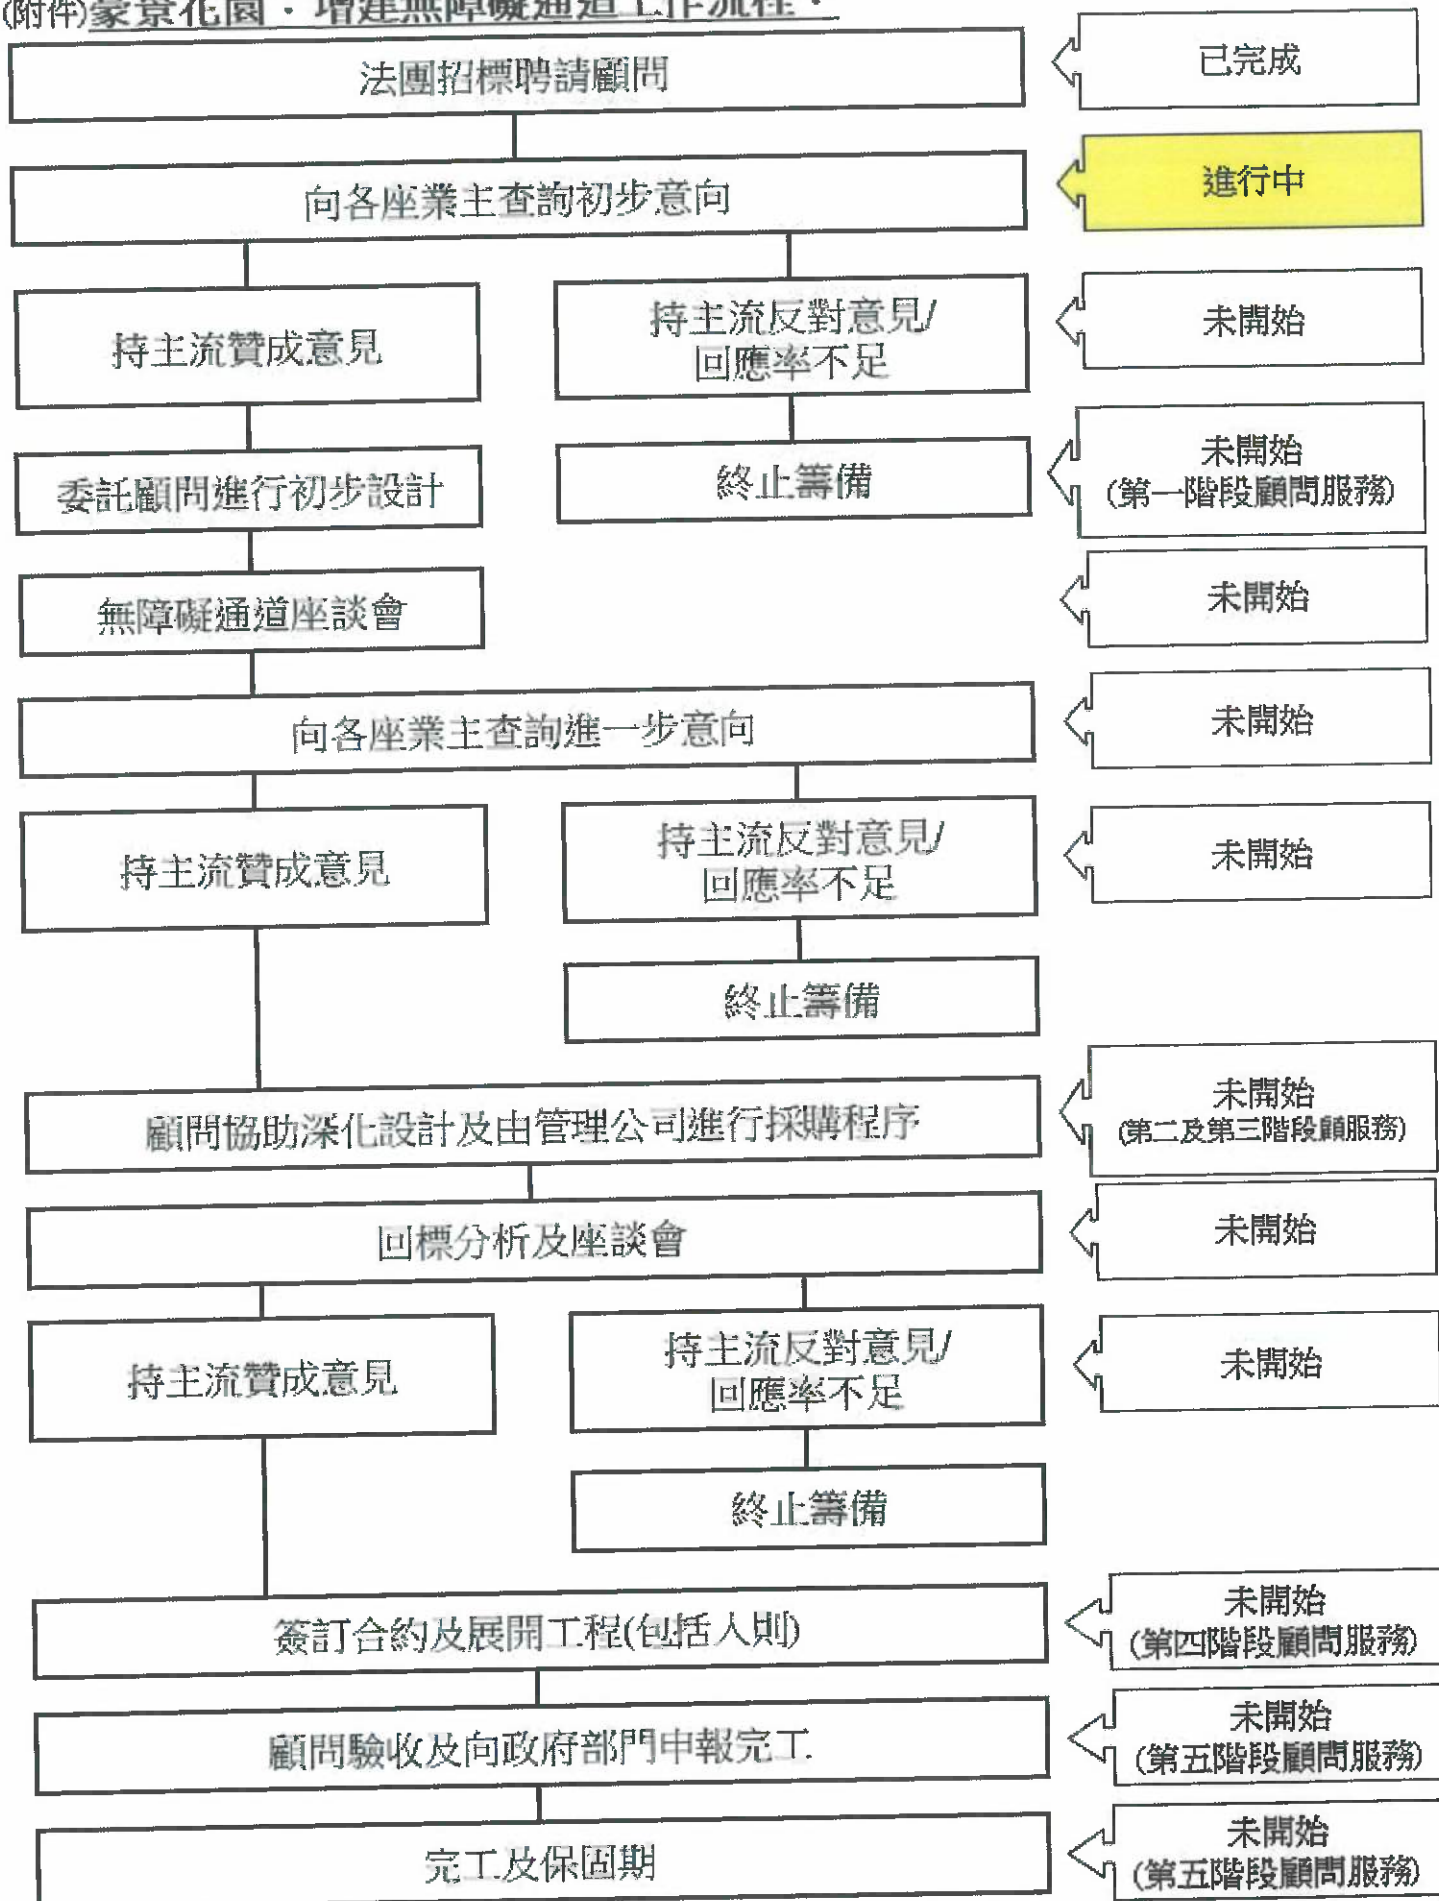 (附件)豪景花園．增建無障礙通道工作流程：
法團招標聘請顧問
已完成
向各座業主查詢初步意向
進行中
持主流贊成意見
持主流反對意見/
回應率不足
未開始
委託顧問進行初步設計
終止籌備
未開始
(第一階段顧問服務)
無障礙通道座談會
未開始
向各座業主查詢進一步意向
未開始
持主流贊成意見
持主流反對意見/
回應率不足
未開始
終止籌備
顧問協助深化設計及由管理公司進行採購程序
未開始
(第二及第三階段顧服務)
回標分析及座談會
未開始
持主流贊成意見
持主流反對意見/
回應率不足
未開始
終止籌備
簽訂合約及展開工程(包括人則)
未開始
(第四階段顧問服務)
顧問驗收及向政府部門申報完工
未開始
(第五階段顧問服務)
完工及保固期
未開始
(第五階段顧問服務)